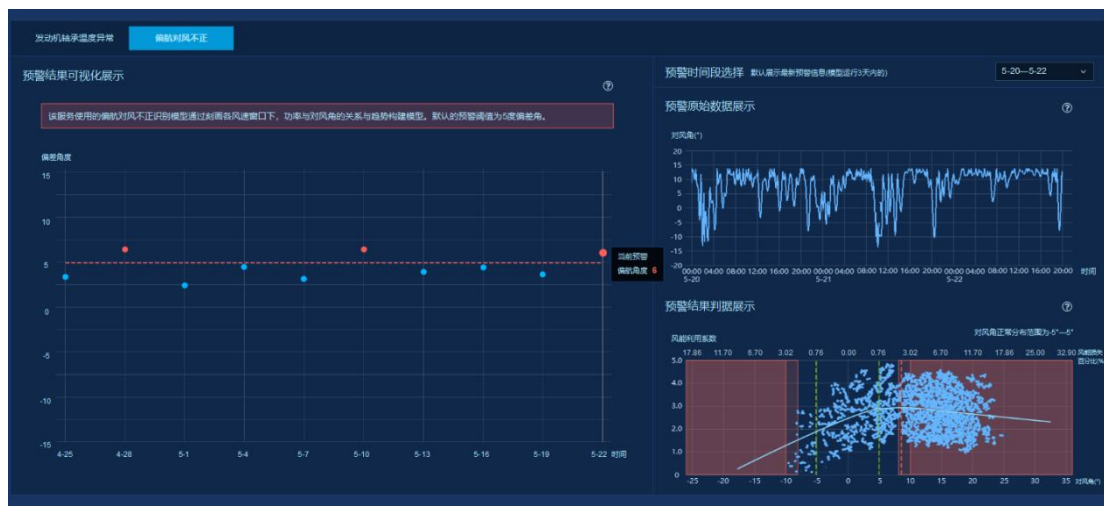 发动机轴承温度异常 偏航对风不正
预警结果可视化展示
该服务使用的偏航对风不正识别模型通过刻画各风速窗口下，功率与对风角的关系与趋势构建模型。默认的预警阈值为5度偏差角。
偏差角度
15
10
5
0
-5
-10
-15
4-25 4-28 5-1 5-4 5-7 5-10 5-13 5-16 5-19 5-22 时间
当前预警
偏航角度 6
预警时间段选择 默认展示最新预警信息(模型运行3天内的) 5-20—5-22
预警原始数据展示
对风角(°)
20
15
10
5
0
-5
-10
-15
-20
00:00 04:00 08:00 12:00 16:00 20:00 00:00 04:00 08:00 12:00 16:00 20:00 00:00 04:00 08:00 12:00 16:00 20:00 时间
5-20 5-21 5-22
预警结果判据展示
对风角正常分布范围为-5°—5°
风能利用系数
17.86 11.70 6.70 3.02 0.76 0.00 0.76 3.02 6.70 11.70 17.86 25.00 32.90 风能损失
百分比(%
5.0
4.0
3.0
2.0
1.0
0
-25 -20 -15 -10 -5 0 5 10 15 20 25 30 35 对风角(°)